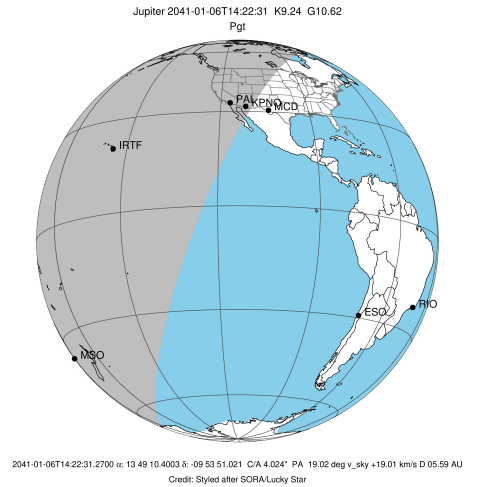 Jupiter 2041-01-06T14:22:31 K9.24 G10.62
Pgt
PAL KPNO MCD
IRTF
RIO
ESO
MSO
2041-01-06T14:22:31.2700 α: 13 49 10.4003 δ: -09 53 51.021 C/A 4.024" PA 19.02 deg v_sky +19.01 km/s D 05.59 AU
Credit: Styled after SORA/Lucky Star